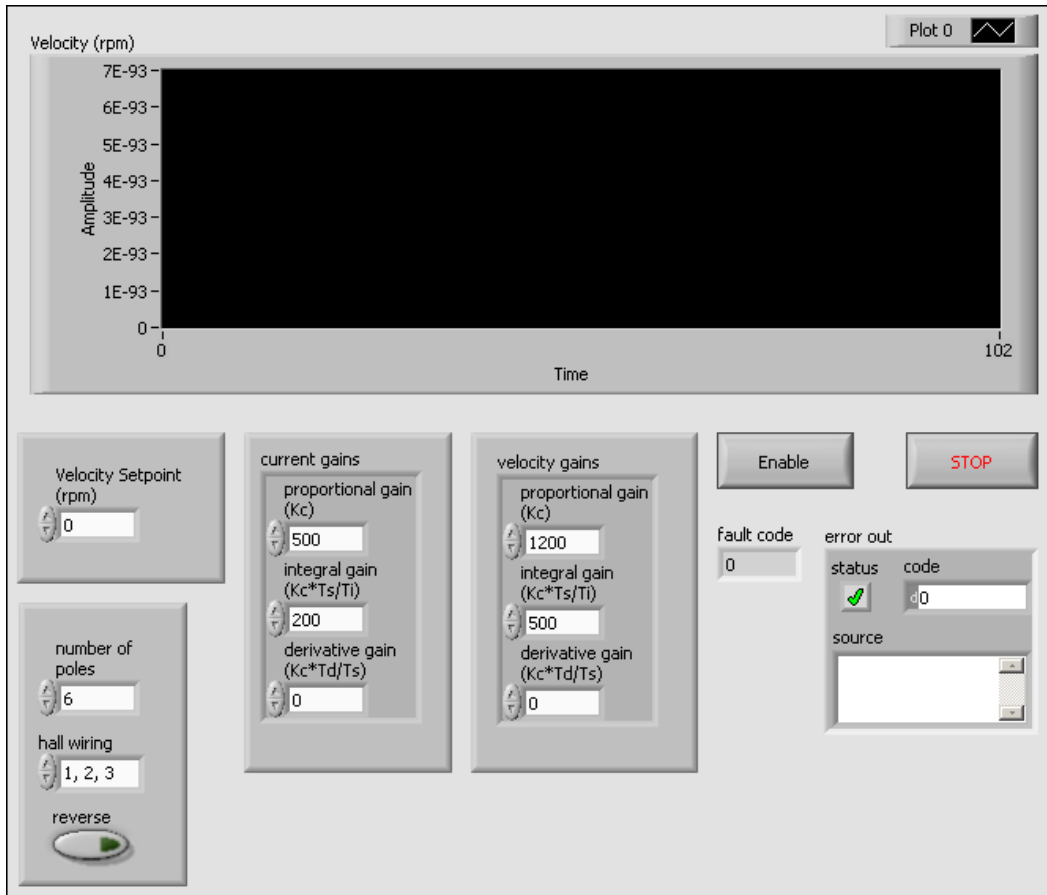 Plot 0
Velocity (rpm)
7E-93
6E-93
5E-93
4E-93
3E-93
2E-93
1E-93
0
Amplitude
0
102
Time
Velocity Setpoint
(rpm)
0
number of
poles
6
hall wiring
1, 2, 3
reverse
current gains
proportional gain
(Kc)
500
integral gain
(Kc*Ts/Ti)
200
derivative gain
(Kc*Td/Ts)
0
velocity gains
proportional gain
(Kc)
1200
integral gain
(Kc*Ts/Ti)
500
derivative gain
(Kc*Td/Ts)
0
Enable
STOP
fault code
0
error out
status
code
d0
source